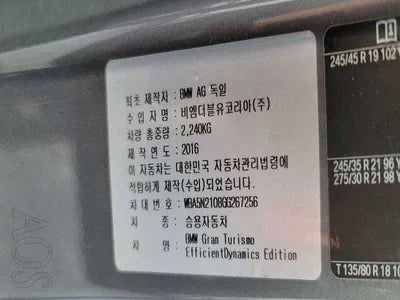 최초 제작자 : BMW AG 독일
수 입 자 명 : 비엠더블유코리아(주)
차량 총중량 : 2,240KG
제 작 연 도 : 2016
이 자동차는 대한민국 자동차관리법령에
적합하게 제작(수입)되었습니다.
차 대 번 호 : WBA5N2108GG267256
차 종 : 승용자동차
차 명 : BMW Gran Turismo
EfficientDynamics Edition
245/45 R 19 102Y
245/35 R 21 96 Y
275/30 R 21 98 Y
T 135/80 R 18 10
AOS